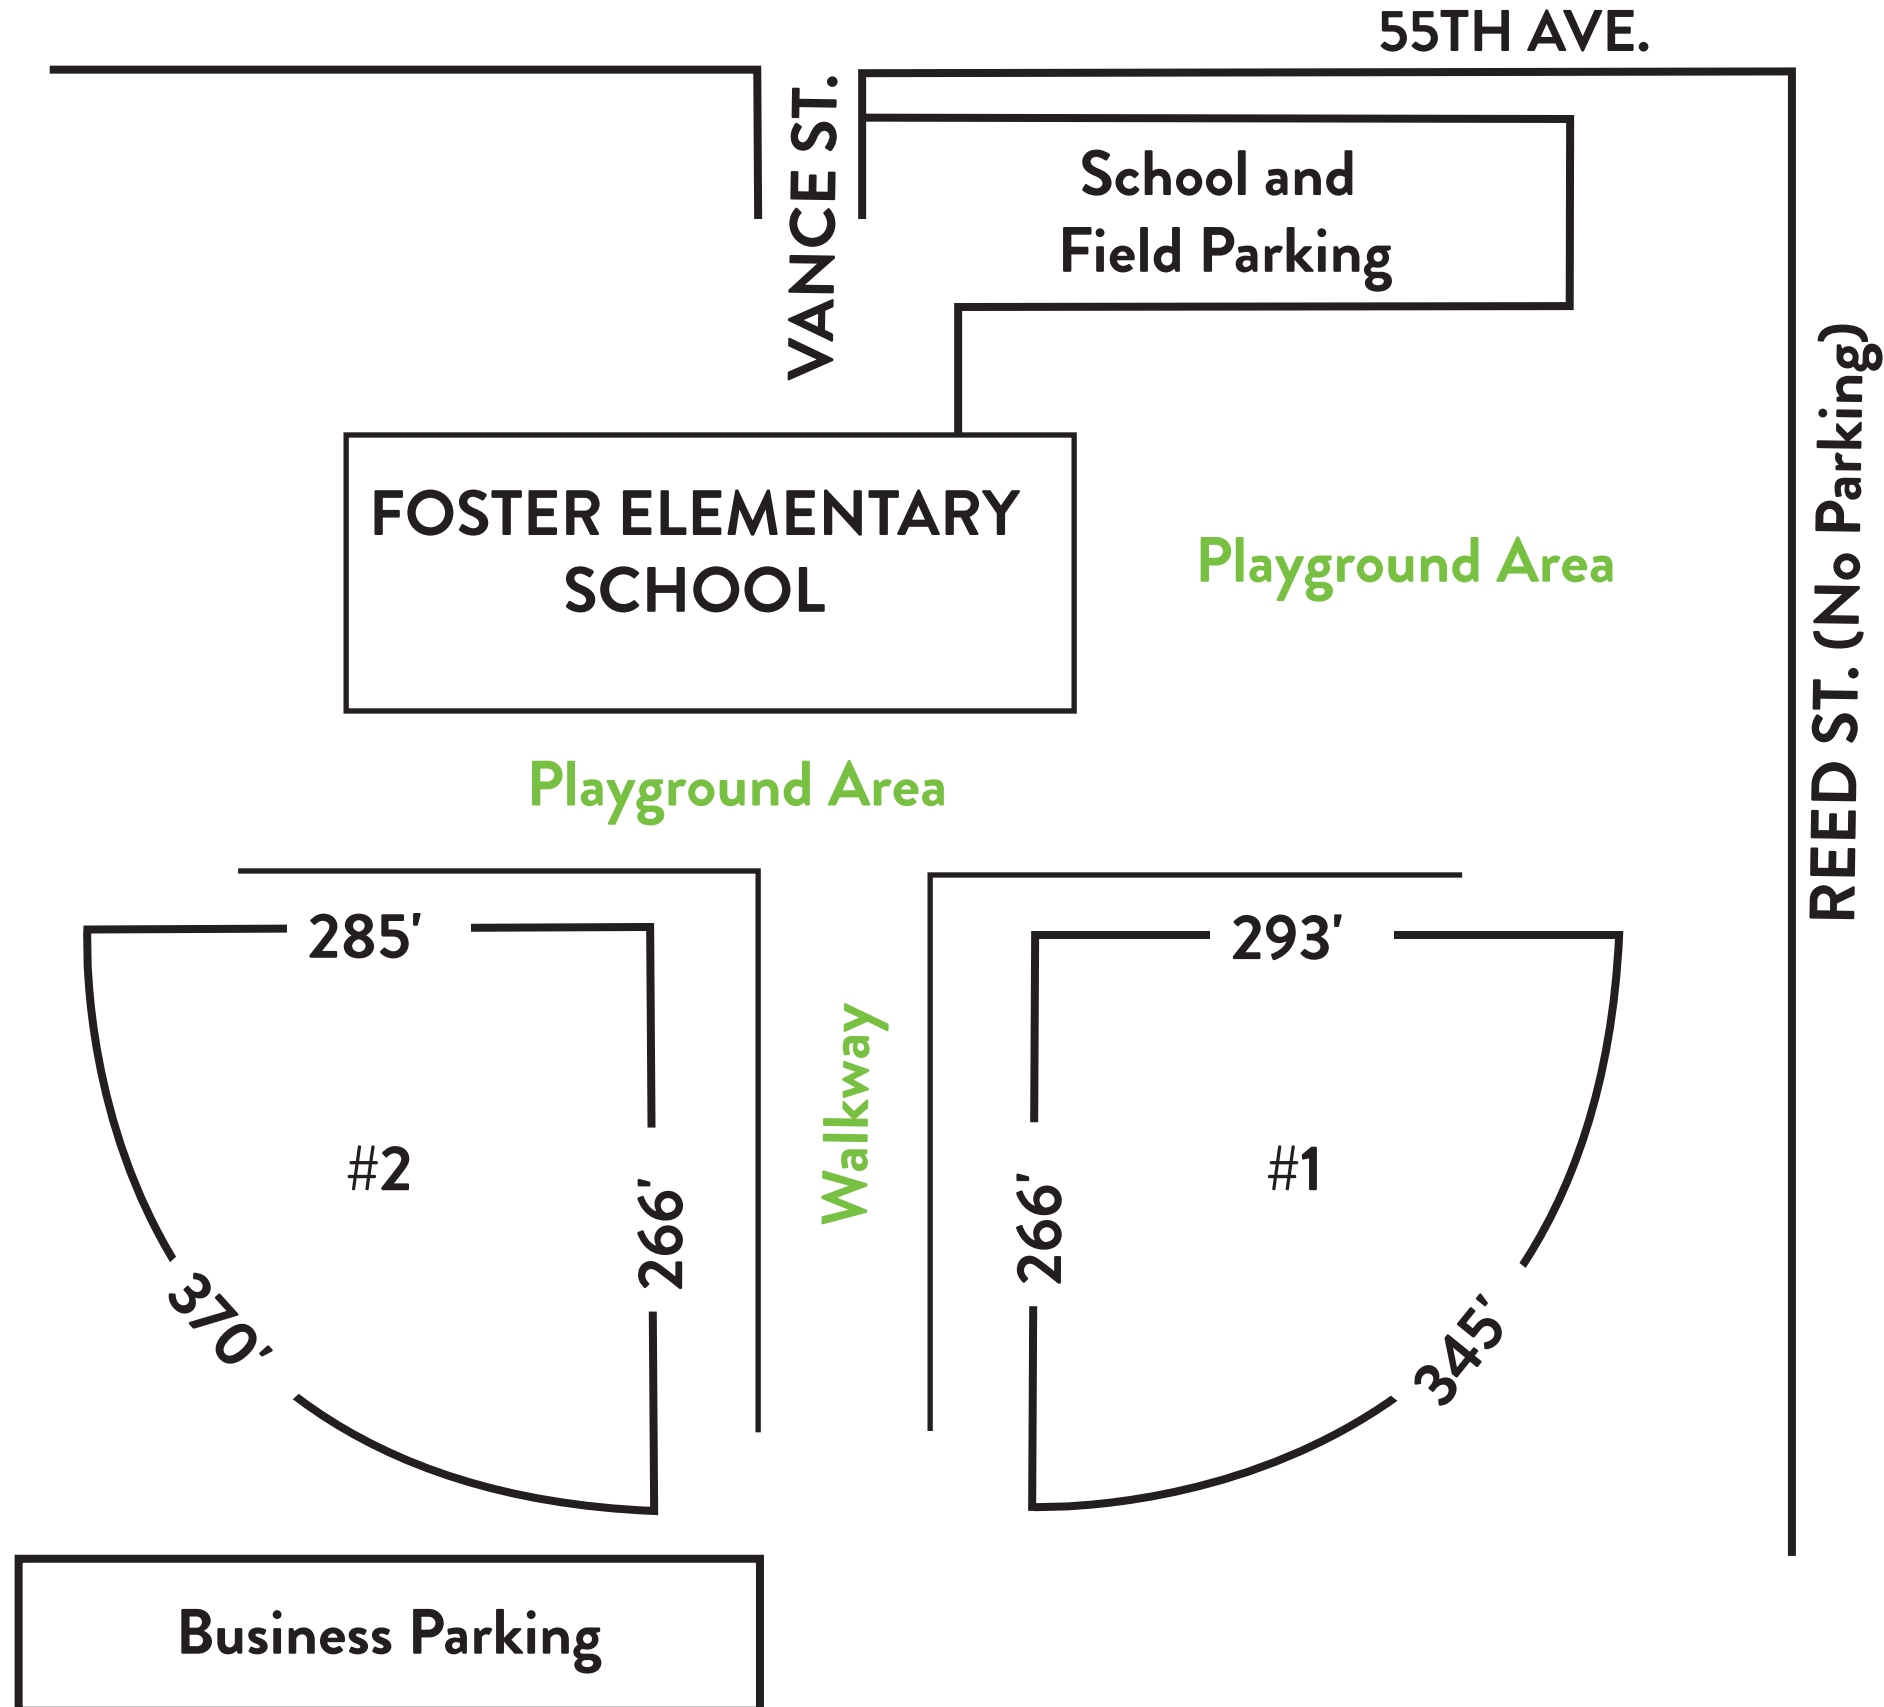 55TH AVE.
VANCE ST.
School and
Field Parking
REED ST. (No Parking)
FOSTER ELEMENTARY
SCHOOL
Playground Area
Playground Area
285'
293'
Walkway
#2
#1
266'
266'
370'
345'
Business Parking